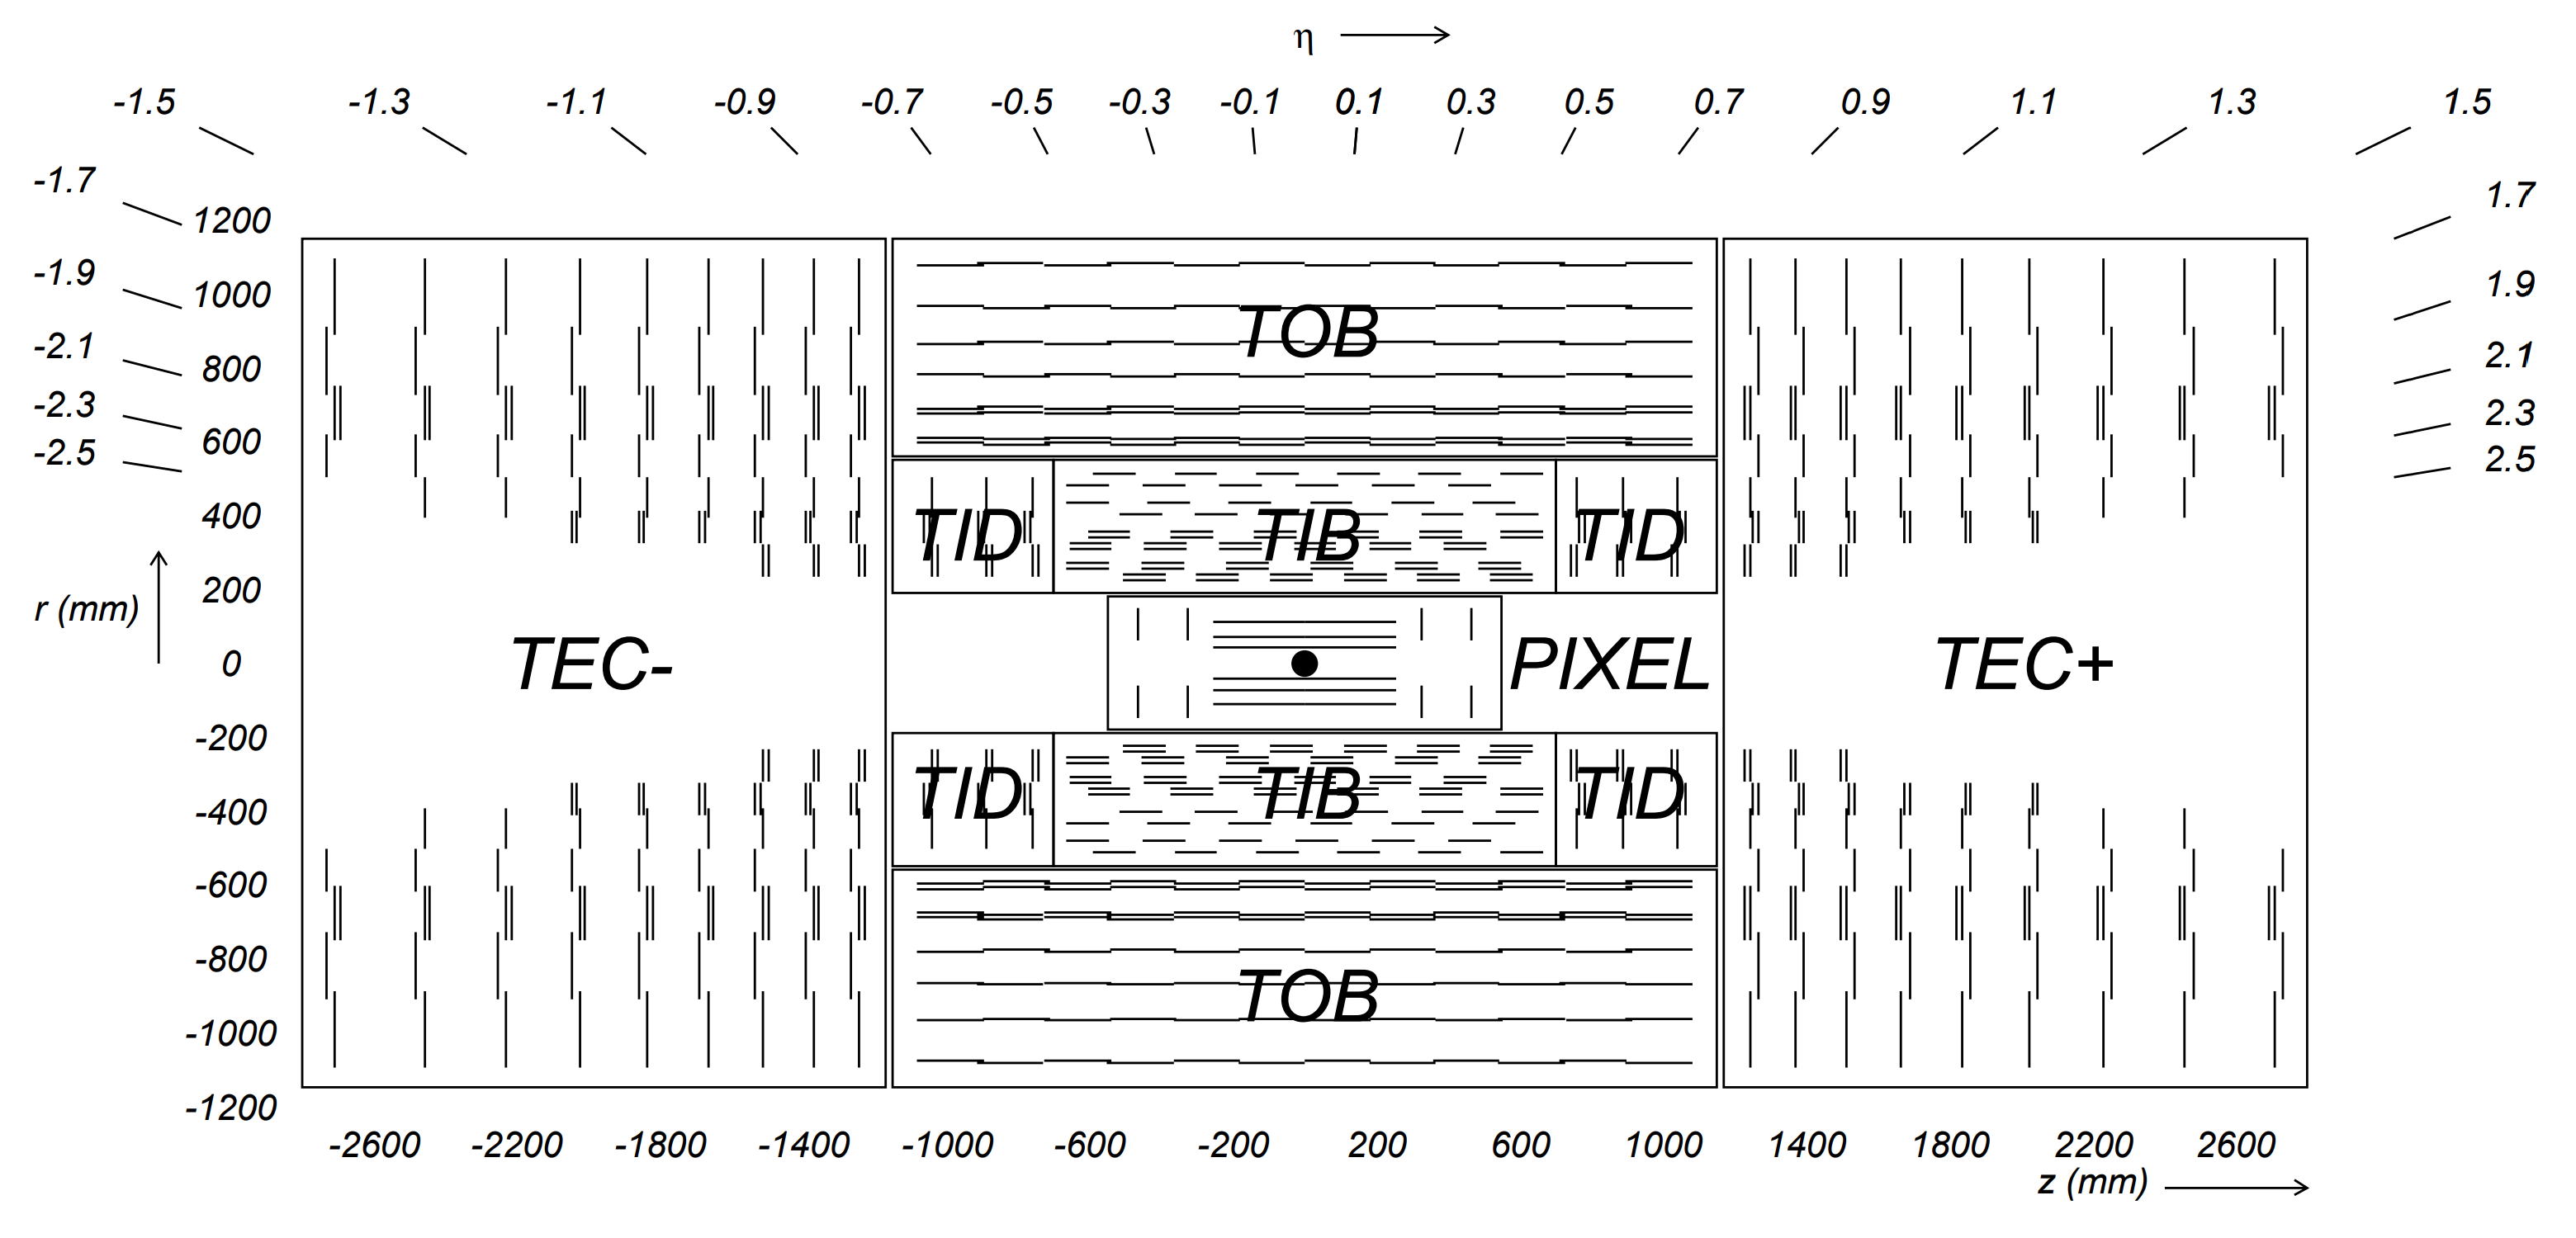 η
-1.5 -1.3 -1.1 -0.9 -0.7 -0.5 -0.3 -0.1 0.1 0.3 0.5 0.7 0.9 1.1 1.3 1.5
-1.7 1.7
1200
-1.9 1.9
1000
-2.1 2.1
800
-2.3 2.3
600
-2.5 2.5
400
200
r (mm)
0
-200
-400
-600
-800
-1000
-1200
TOB
TID TIB TID
TEC- PIXEL TEC+
TID TIB TID
TOB
-2600 -2200 -1800 -1400 -1000 -600 -200 200 600 1000 1400 1800 2200 2600
z (mm)